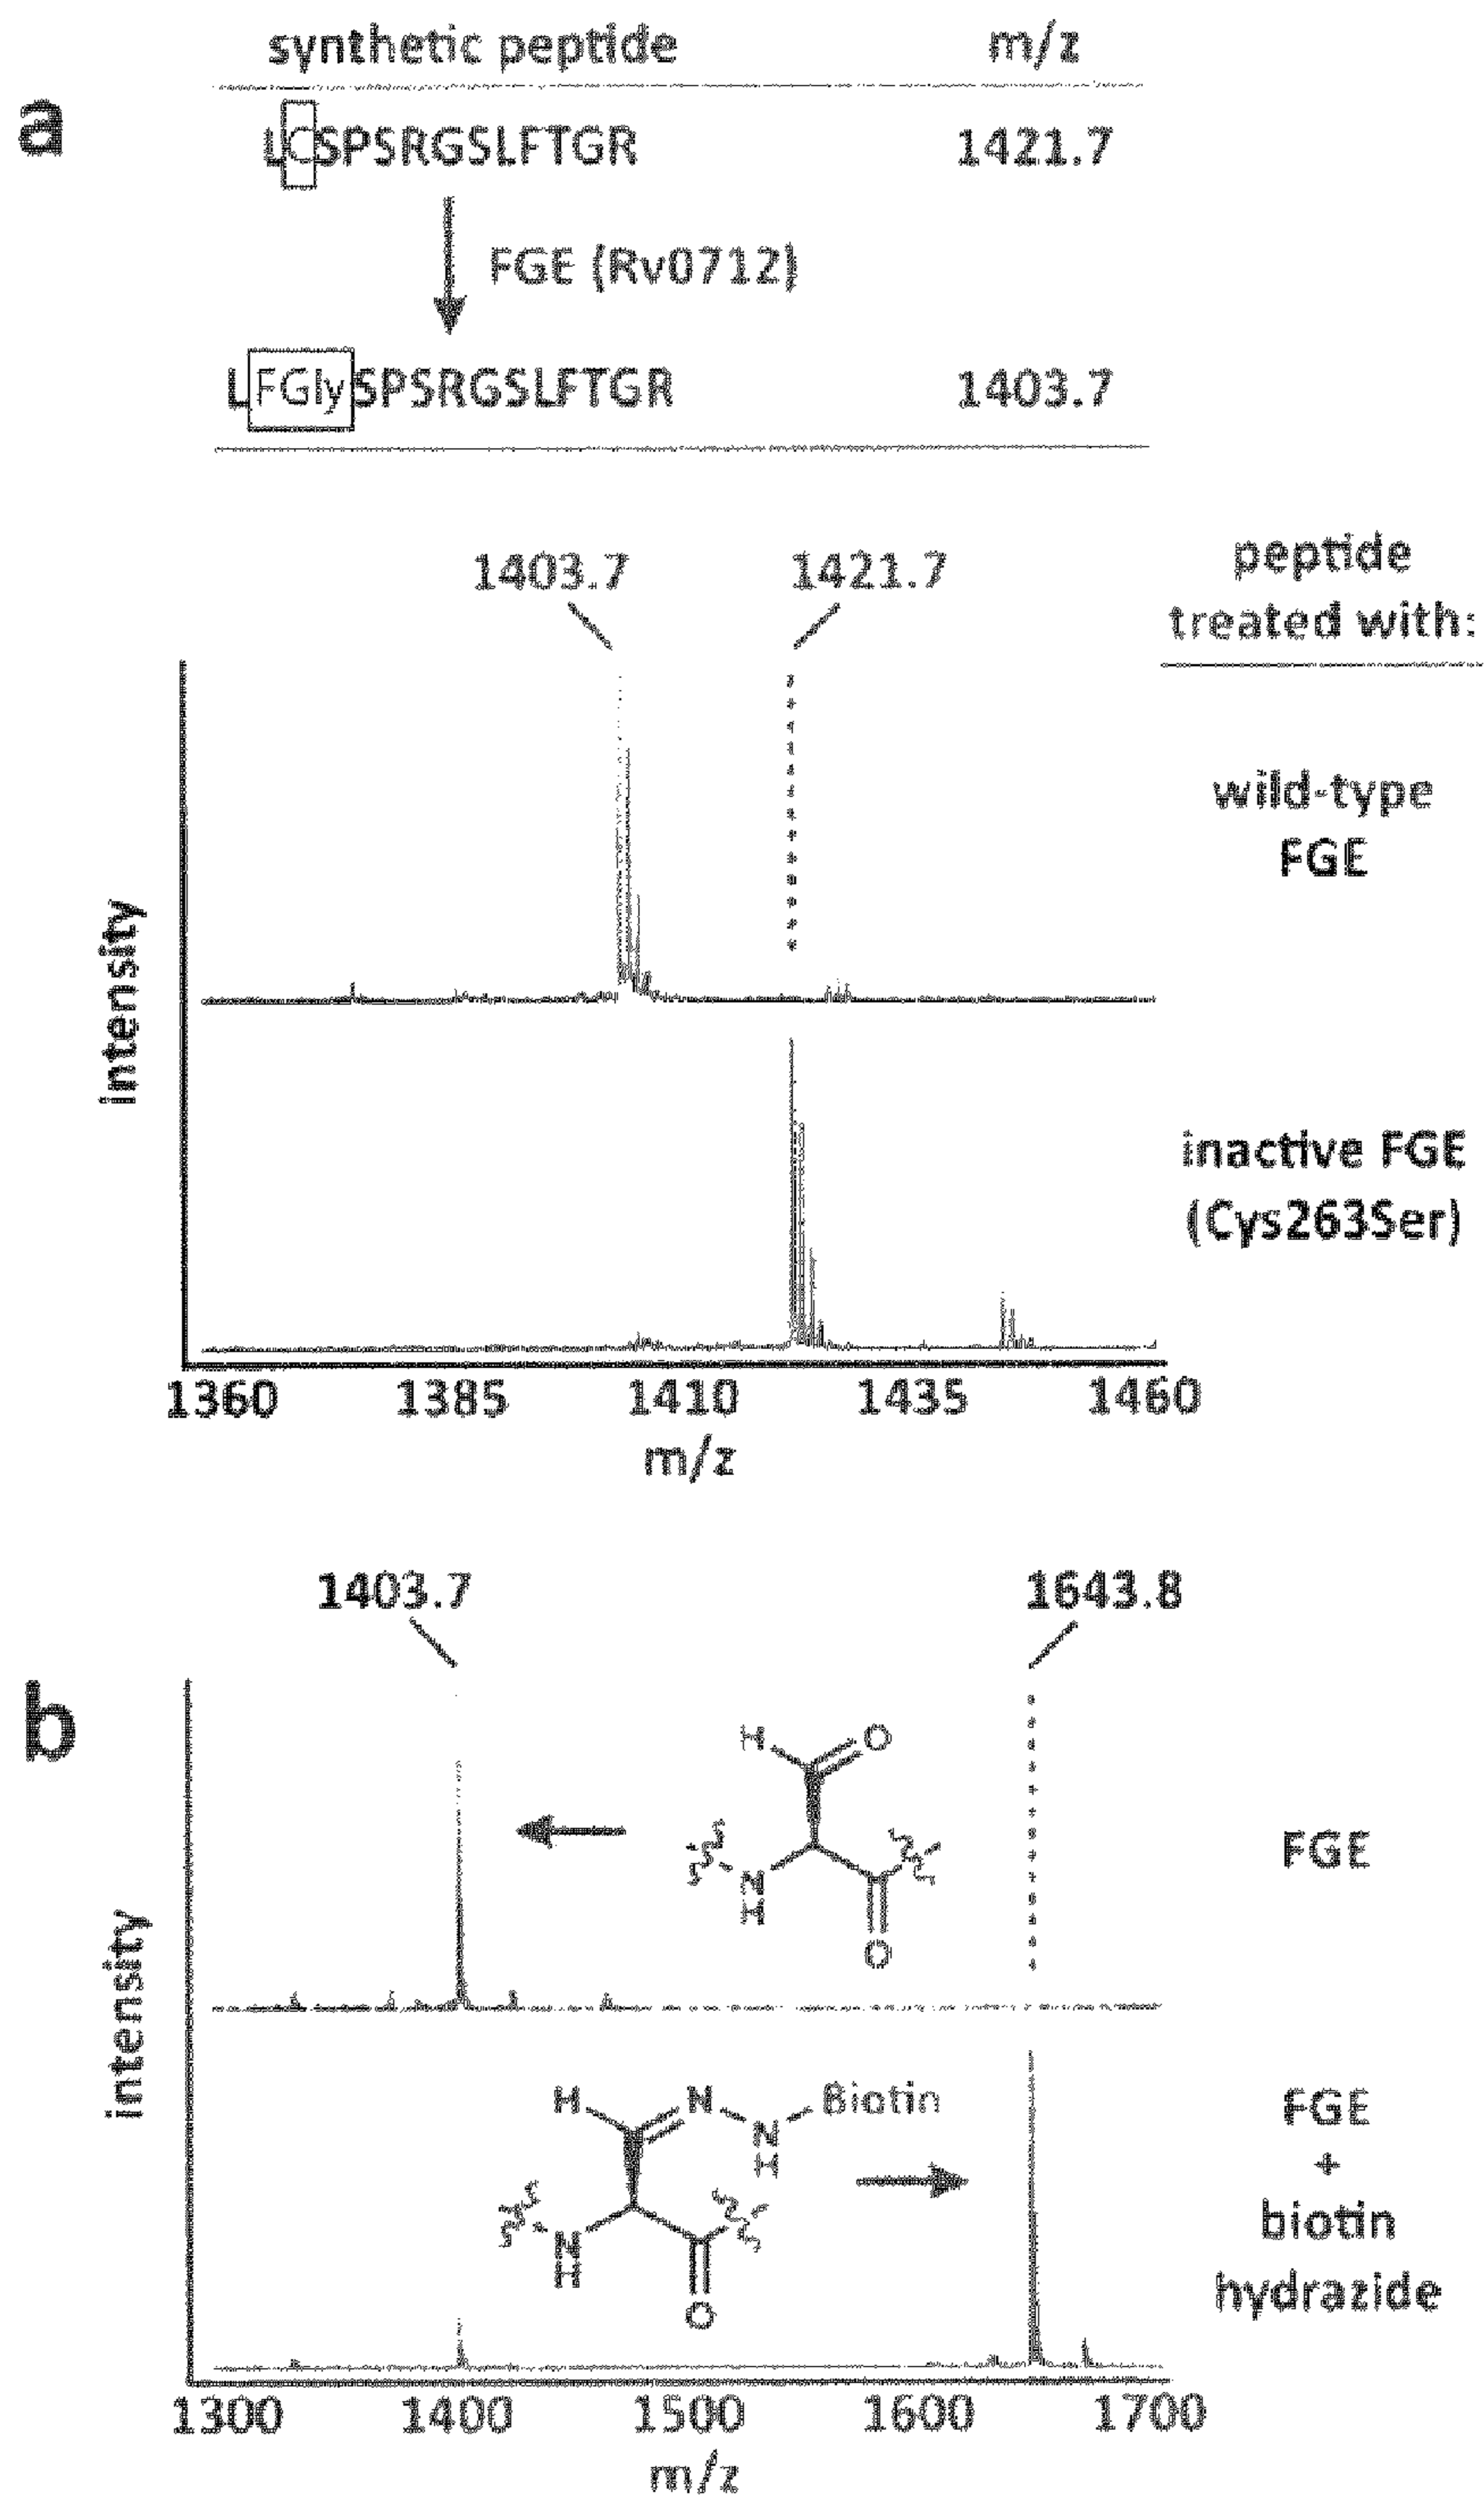 synthetic peptide m/z
a
LCSPSRGSLFTGR 1421.7
FGE (Rv0712)
LFGlySPSRGSLFTGR 1403.7
1403.7 1421.7
peptide
treated with:
wild-type
FGE
intensity
inactive FGE
(Cys263Ser)
1360 1385 1410 1435 1460
m/z
1403.7 1643.8
b
H O
N
H
O
FGE
intensity
H N N Biotin
H
N
H
O
FGE
+
biotin
hydrazide
1300 1400 1500 1600 1700
m/z